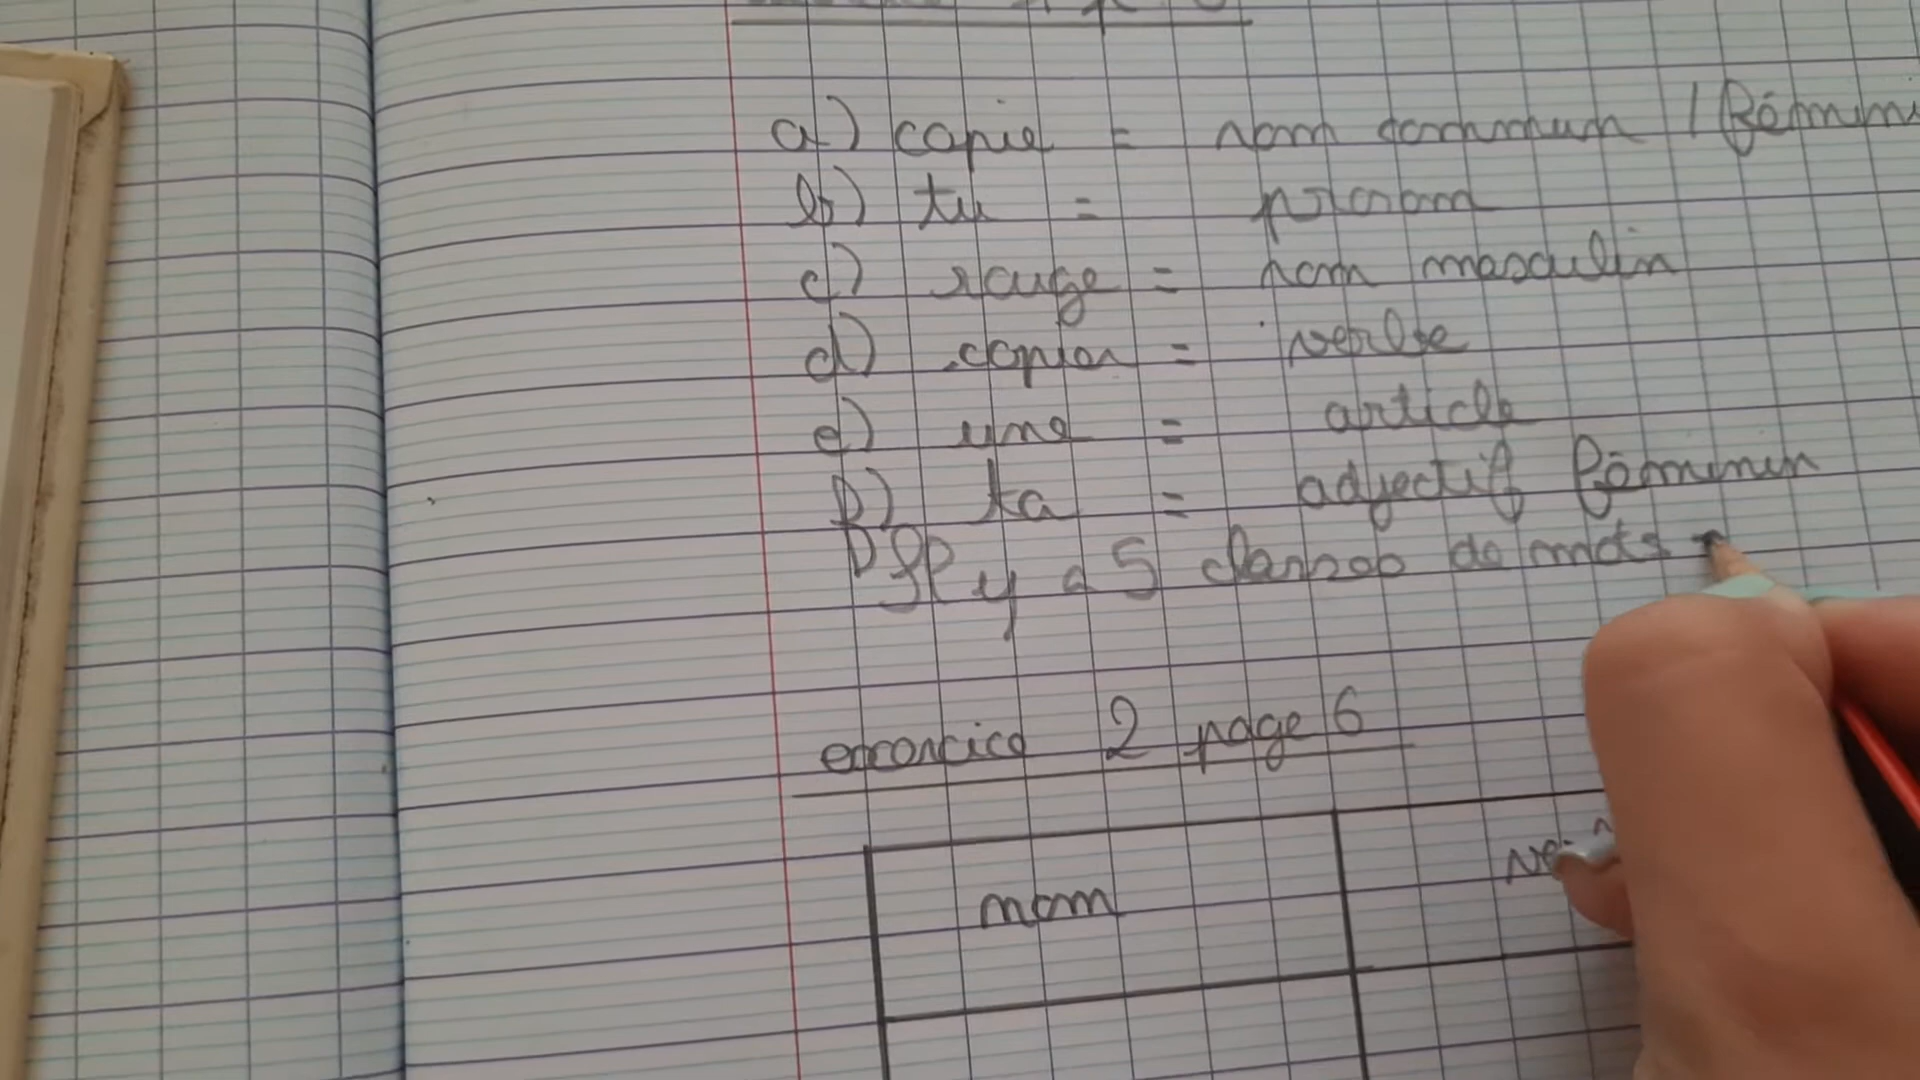 a) copie = nom commun / Fémini
b) tu = pronom
c) rouge = nom masculin
d) copier = verbe
e) une = article
f) ta = adjectif féminin
Il y a 5 classes de mots
exercice 2 page 6
nom